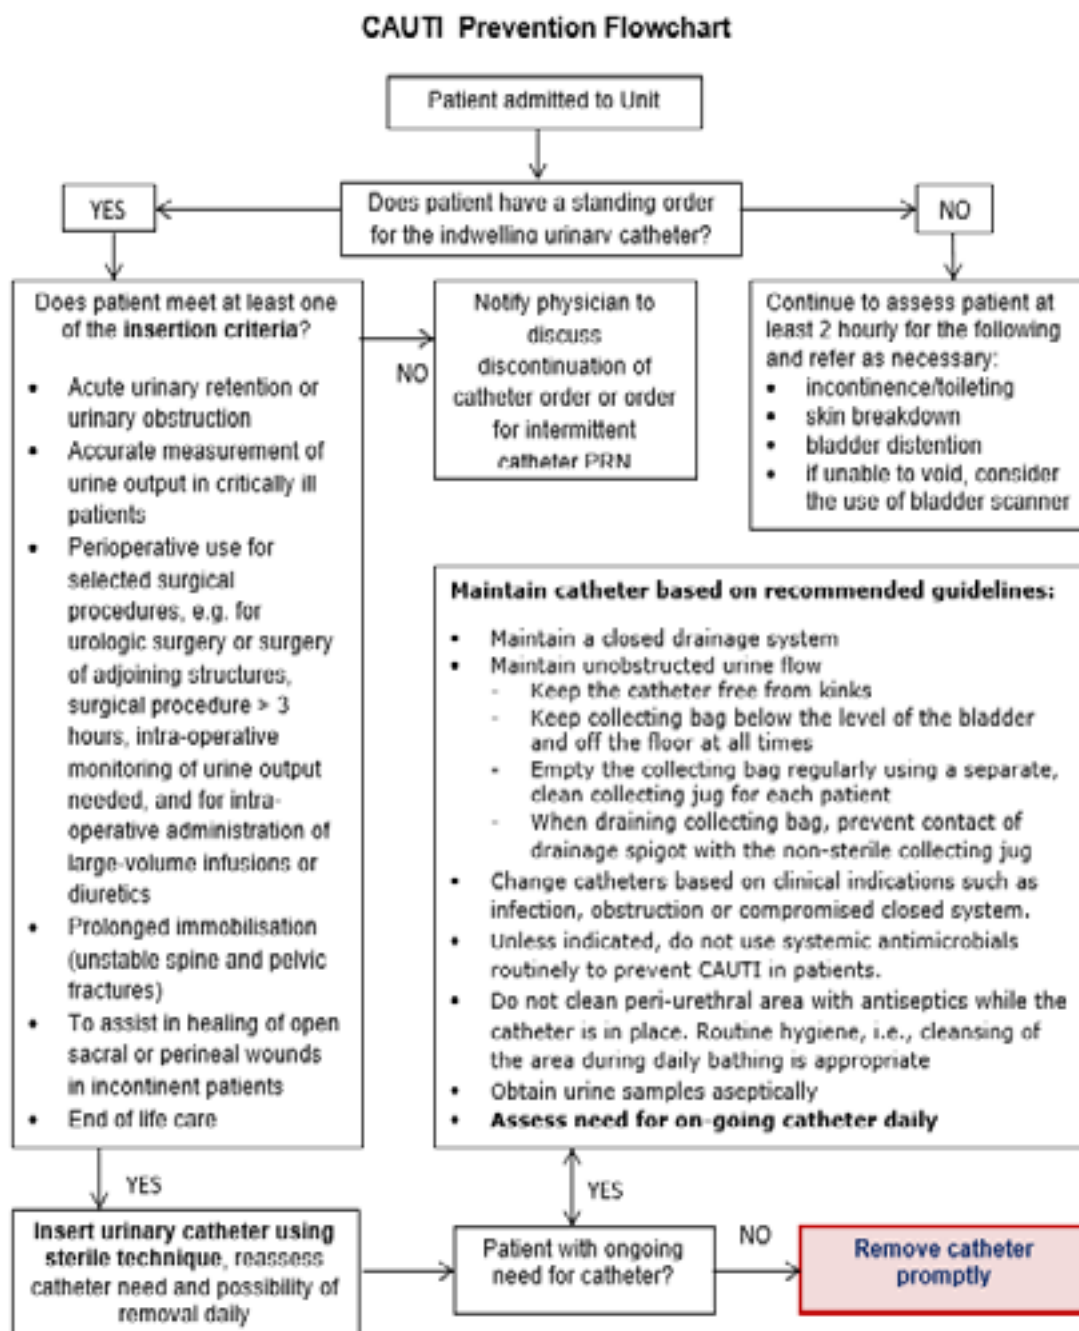 CAUTI Prevention Flowchart
Patient admitted to Unit
Does patient have a standing order
for the indwelling urinary catheter?
YES
NO
Does patient meet at least one
of the insertion criteria?
• Acute urinary retention or
urinary obstruction
• Accurate measurement of
urine output in critically ill
patients
• Perioperative use for
selected surgical
procedures, e.g. for
urologic surgery or surgery
of adjoining structures,
surgical procedure > 3
hours, intra-operative
monitoring of urine output
needed, and for intra-
operative administration of
large-volume infusions or
diuretics
• Prolonged immobilisation
(unstable spine and pelvic
fractures)
• To assist in healing of open
sacral or perineal wounds
in incontinent patients
• End of life care
NO
Notify physician to
discuss
discontinuation of
catheter order or order
for intermittent
catheter PRN
Continue to assess patient at
least 2 hourly for the following
and refer as necessary:
• incontinence/toileting
• skin breakdown
• bladder distention
• if unable to void, consider
the use of bladder scanner
Maintain catheter based on recommended guidelines:
• Maintain a closed drainage system
• Maintain unobstructed urine flow
- Keep the catheter free from kinks
- Keep collecting bag below the level of the bladder
and off the floor at all times
- Empty the collecting bag regularly using a separate,
clean collecting jug for each patient
- When draining collecting bag, prevent contact of
drainage spigot with the non-sterile collecting jug
• Change catheters based on clinical indications such as
infection, obstruction or compromised closed system.
• Unless indicated, do not use systemic antimicrobials
routinely to prevent CAUTI in patients.
• Do not clean peri-urethral area with antiseptics while the
catheter is in place. Routine hygiene, i.e., cleansing of
the area during daily bathing is appropriate
• Obtain urine samples aseptically
• Assess need for on-going catheter daily
YES
YES
Insert urinary catheter using
sterile technique, reassess
catheter need and possibility of
removal daily
Patient with ongoing
need for catheter?
NO
Remove catheter
promptly